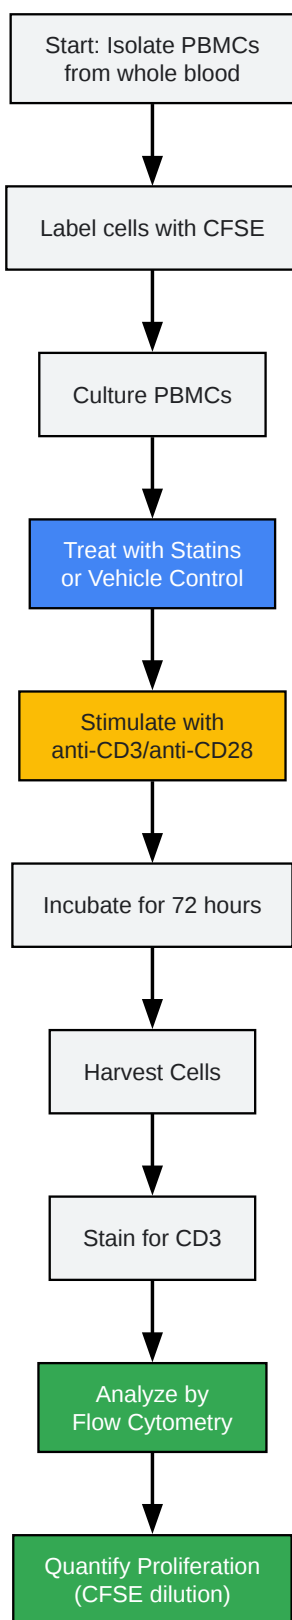 Start: Isolate PBMCs
from whole blood
Label cells with CFSE
Culture PBMCs
Treat with Statins
or Vehicle Control
Stimulate with
anti-CD3/anti-CD28
Incubate for 72 hours
Harvest Cells
Stain for CD3
Analyze by
Flow Cytometry
Quantify Proliferation
(CFSE dilution)